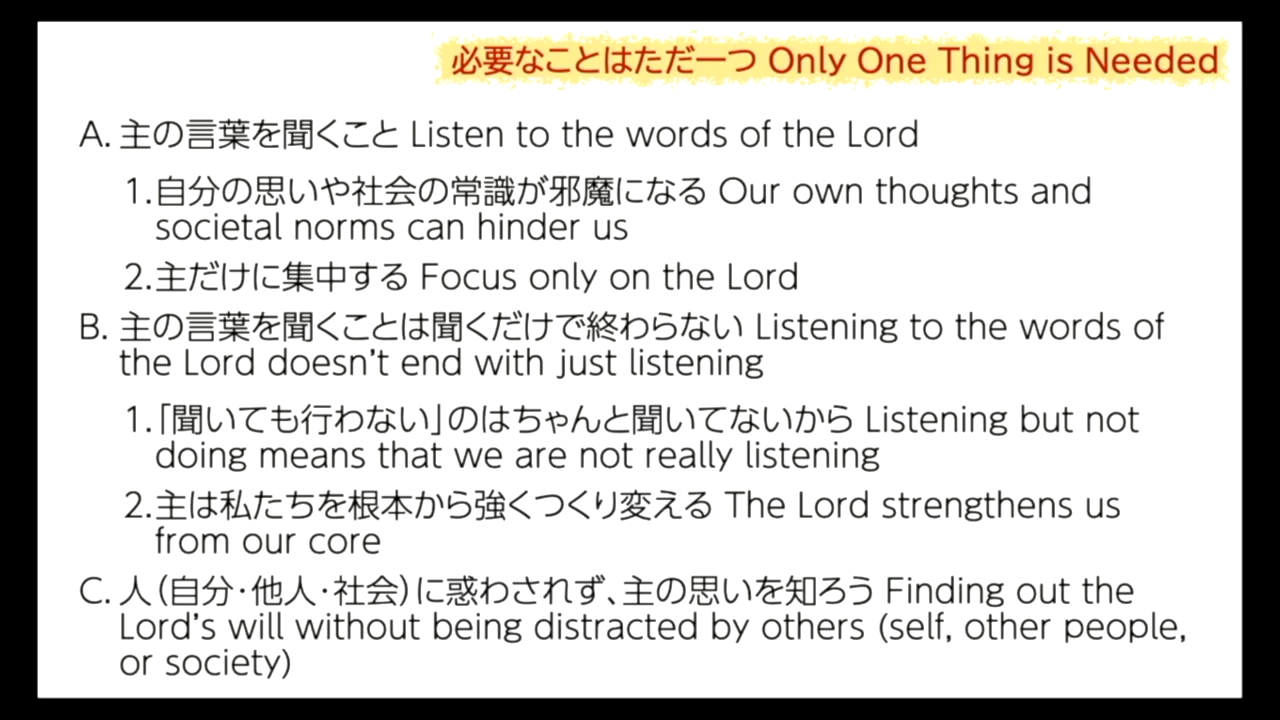 必要なことはただ一つ Only One Thing is Needed
A. 主の言葉を聞くこと Listen to the words of the Lord
1.自分の思いや社会の常識が邪魔になる Our own thoughts and
societal norms can hinder us
2.主だけに集中する Focus only on the Lord
B. 主の言葉を聞くことは聞くだけで終わらない Listening to the words of
the Lord doesn't end with just listening
1.「聞いても行わない」のはちゃんと聞いてないから Listening but not
doing means that we are not really listening
2.主は私たちを根本から強くつくり変える The Lord strengthens us
from our core
C. 人（自分・他人・社会）に惑わされず、主の思いを知ろう Finding out the
Lord's will without being distracted by others (self, other people,
or society)